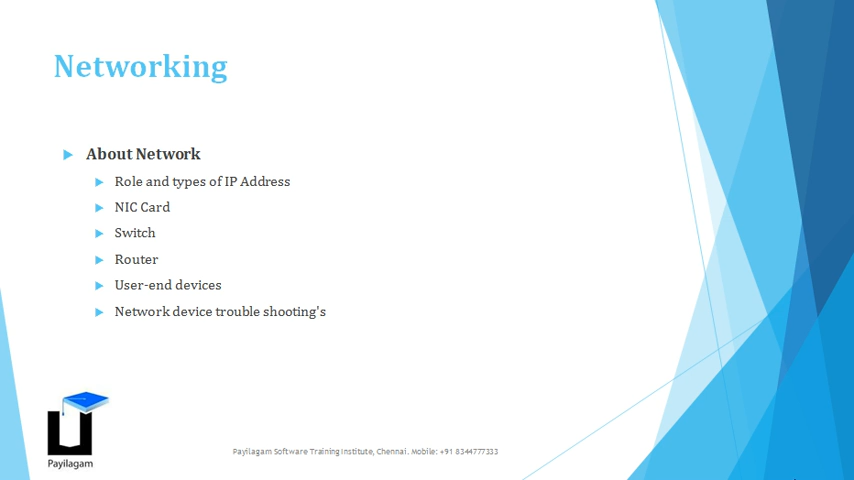 Networking
About Network
Role and types of IP Address
NIC Card
Switch
Router
User-end devices
Network device trouble shooting's
Payilagam
Payilagam Software Training Institute, Chennai. Mobile: +91 8344777333